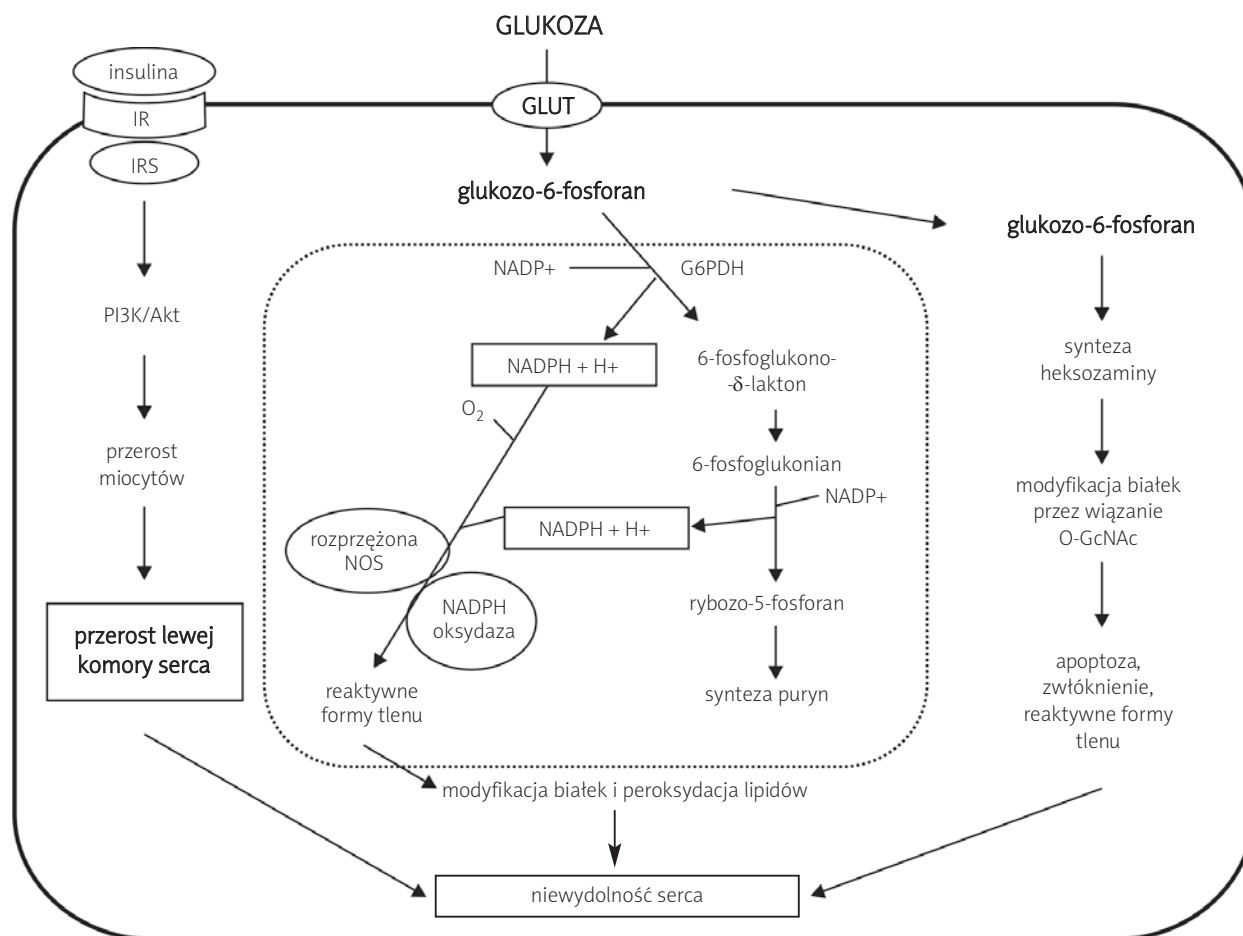 GLUKOZA
insulina
IR
IRS
GLUT
glukozo-6-fosforan
glukozo-6-fosforan
NADP+
G6PDH
PI3K/Akt
NADPH + H+
6-fosfoglukono-
-δ-lakton
synteza
heksozaminy
O2
przerost
miocytów
6-fosfoglukonian
NADP+
modyfikacja białek
przez wiązanie
O-GcNAc
rozprzężona
NOS
NADPH + H+
NADPH
oksydaza
rybozo-5-fosforan
przerost lewej
komory serca
reaktywne
formy tlenu
synteza puryn
apoptoza,
zwłóknienie,
reaktywne formy
tlenu
modyfikacja białek i peroksydacja lipidów
niewydolność serca